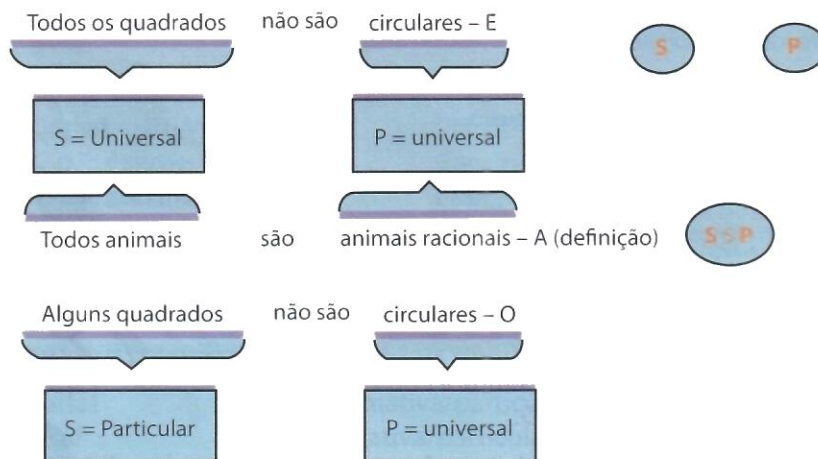 Todos os quadrados não são circulares – E
S P
S = Universal P = universal
Todos animais são animais racionais – A (definição)
S ≤ P
Alguns quadrados não são circulares – O
S = Particular P = universal